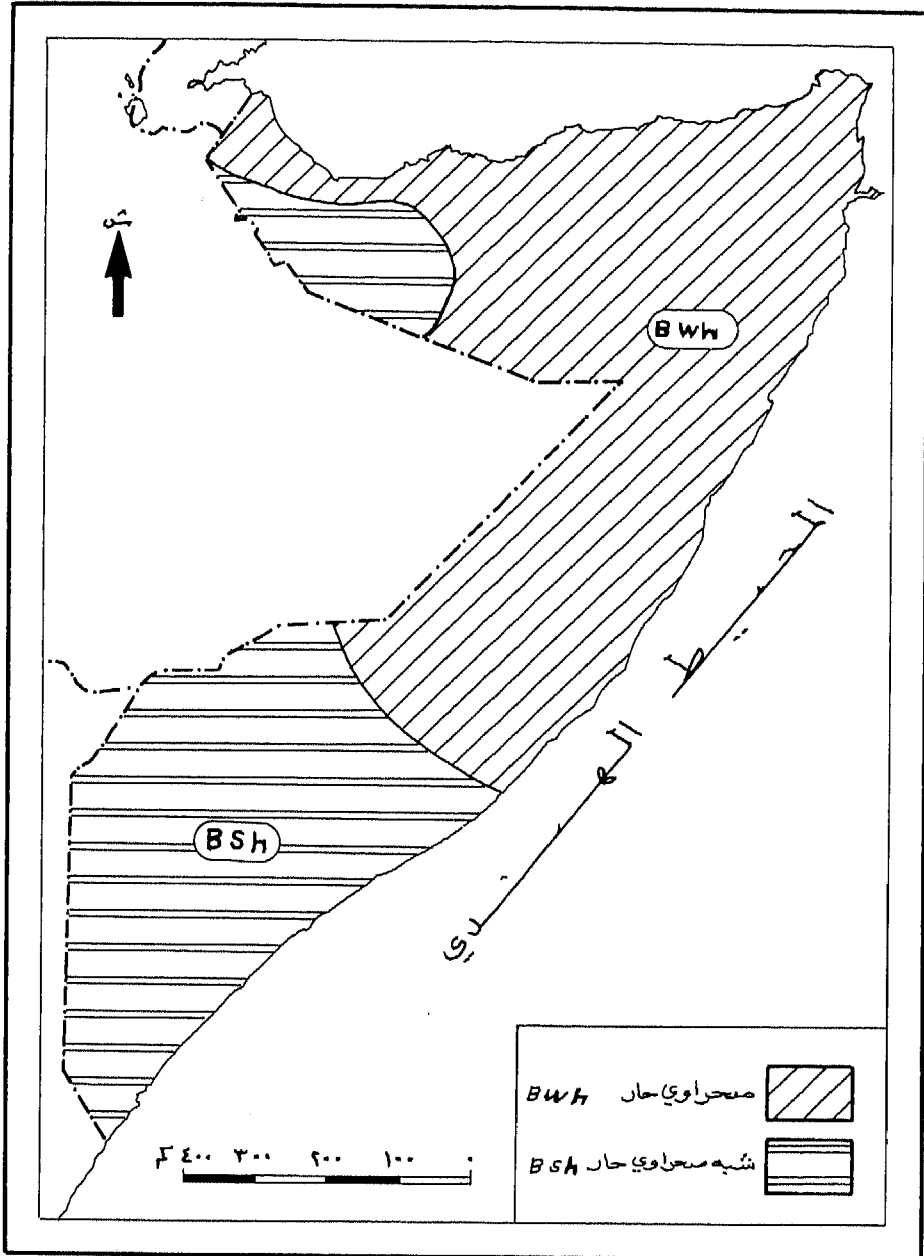 ش
BWh
المحيط
الهندي
BSh
صحراوي حار BWh
شبه صحراوي حار BSh
٠ ١٠٠ ٢٠٠ ٣٠٠ ٤٠٠ كم